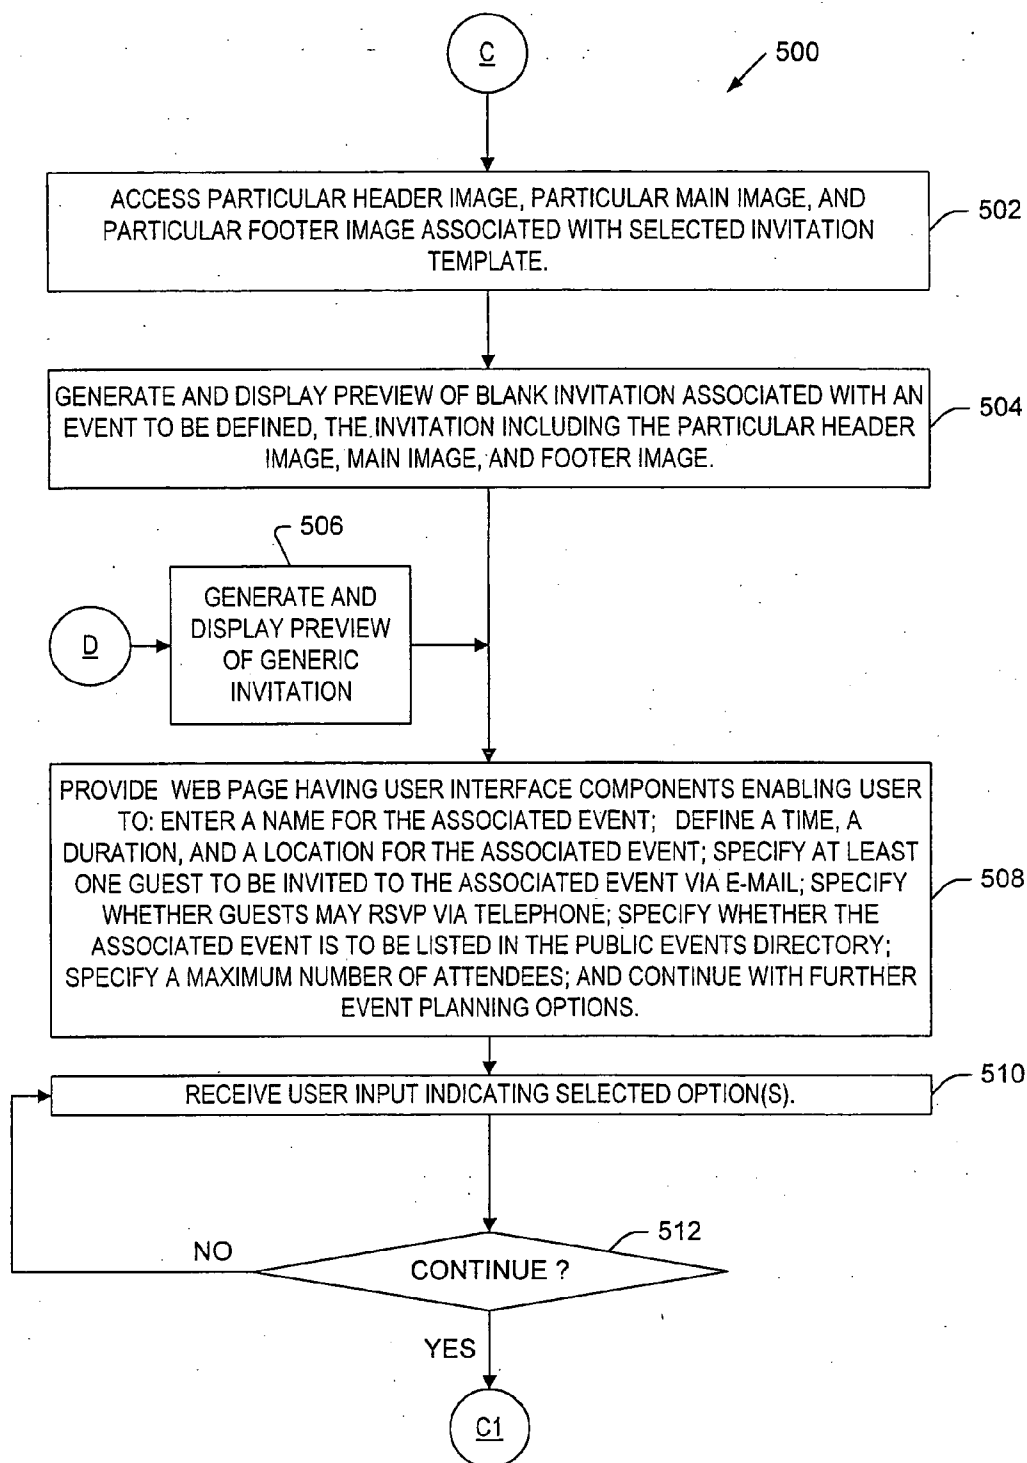 C
500
ACCESS PARTICULAR HEADER IMAGE, PARTICULAR MAIN IMAGE, AND
PARTICULAR FOOTER IMAGE ASSOCIATED WITH SELECTED INVITATION
TEMPLATE.
502
GENERATE AND DISPLAY PREVIEW OF BLANK INVITATION ASSOCIATED WITH AN
EVENT TO BE DEFINED, THE INVITATION INCLUDING THE PARTICULAR HEADER
IMAGE, MAIN IMAGE, AND FOOTER IMAGE.
504
506
D
GENERATE AND
DISPLAY PREVIEW
OF GENERIC
INVITATION
PROVIDE WEB PAGE HAVING USER INTERFACE COMPONENTS ENABLING USER
TO: ENTER A NAME FOR THE ASSOCIATED EVENT; DEFINE A TIME, A
DURATION, AND A LOCATION FOR THE ASSOCIATED EVENT; SPECIFY AT LEAST
ONE GUEST TO BE INVITED TO THE ASSOCIATED EVENT VIA E-MAIL; SPECIFY
WHETHER GUESTS MAY RSVP VIA TELEPHONE; SPECIFY WHETHER THE
ASSOCIATED EVENT IS TO BE LISTED IN THE PUBLIC EVENTS DIRECTORY;
SPECIFY A MAXIMUM NUMBER OF ATTENDEES; AND CONTINUE WITH FURTHER
EVENT PLANNING OPTIONS.
508
RECEIVE USER INPUT INDICATING SELECTED OPTION(S).
510
512
NO
CONTINUE ?
YES
C1